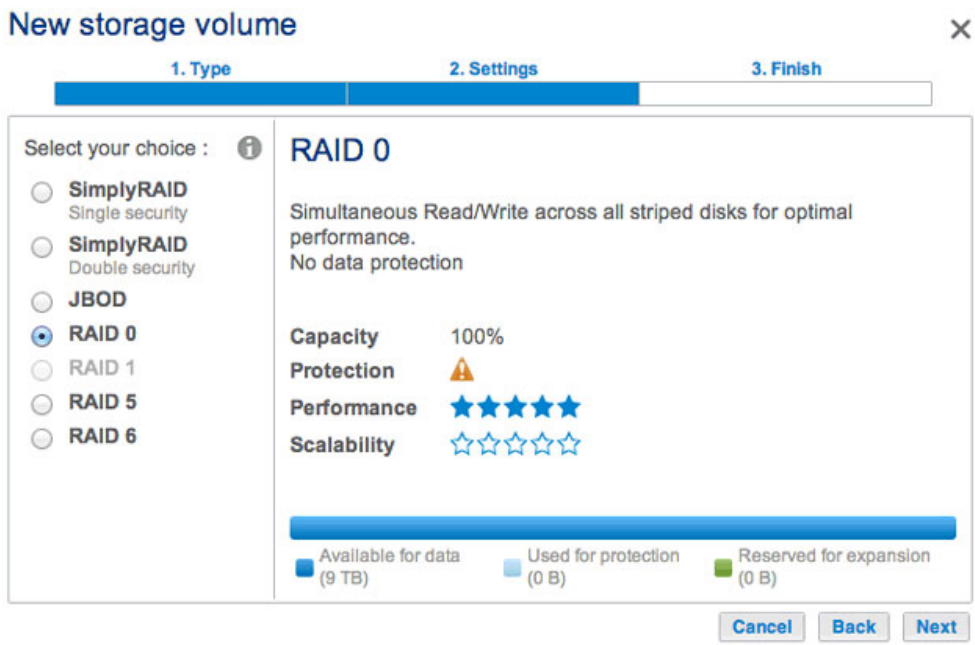 New storage volume
1. Type
2. Settings
3. Finish
Select your choice :
SimplyRAID
Single security
SimplyRAID
Double security
JBOD
RAID 0
RAID 1
RAID 5
RAID 6
RAID 0
Simultaneous Read/Write across all striped disks for optimal
performance.
No data protection
Capacity 100%
Protection
Performance
Scalability
Available for data
(9 TB)
Used for protection
(0 B)
Reserved for expansion
(0 B)
Cancel
Back
Next